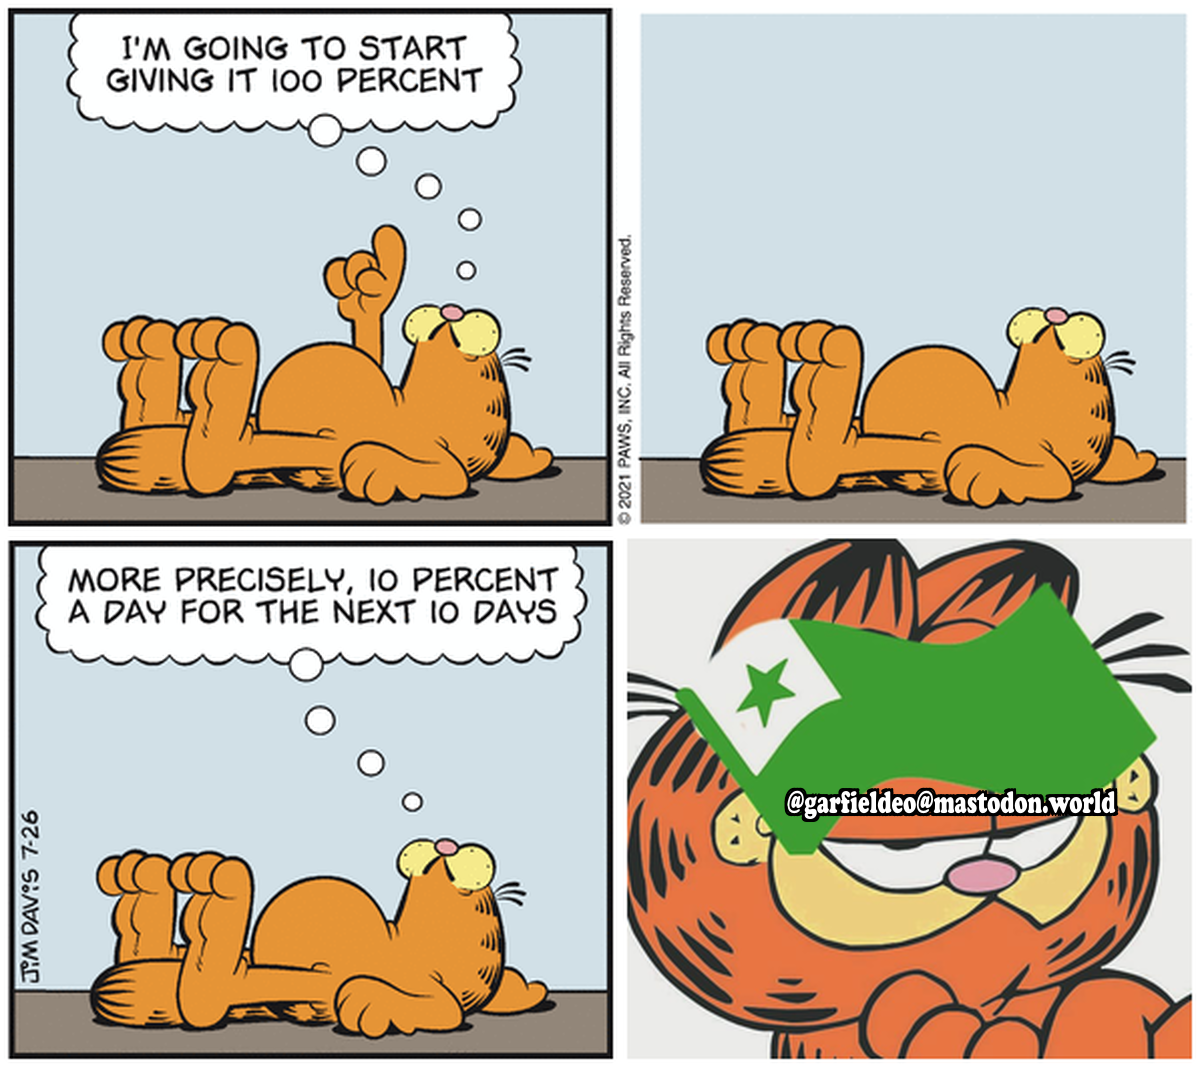 I'M GOING TO START
GIVING IT 100 PERCENT
© 2021 PAWS, INC. All Rights Reserved.
MORE PRECISELY, 10 PERCENT
A DAY FOR THE NEXT 10 DAYS
JIM DAVIS 7-26
@garfieldeo@mastodon.world